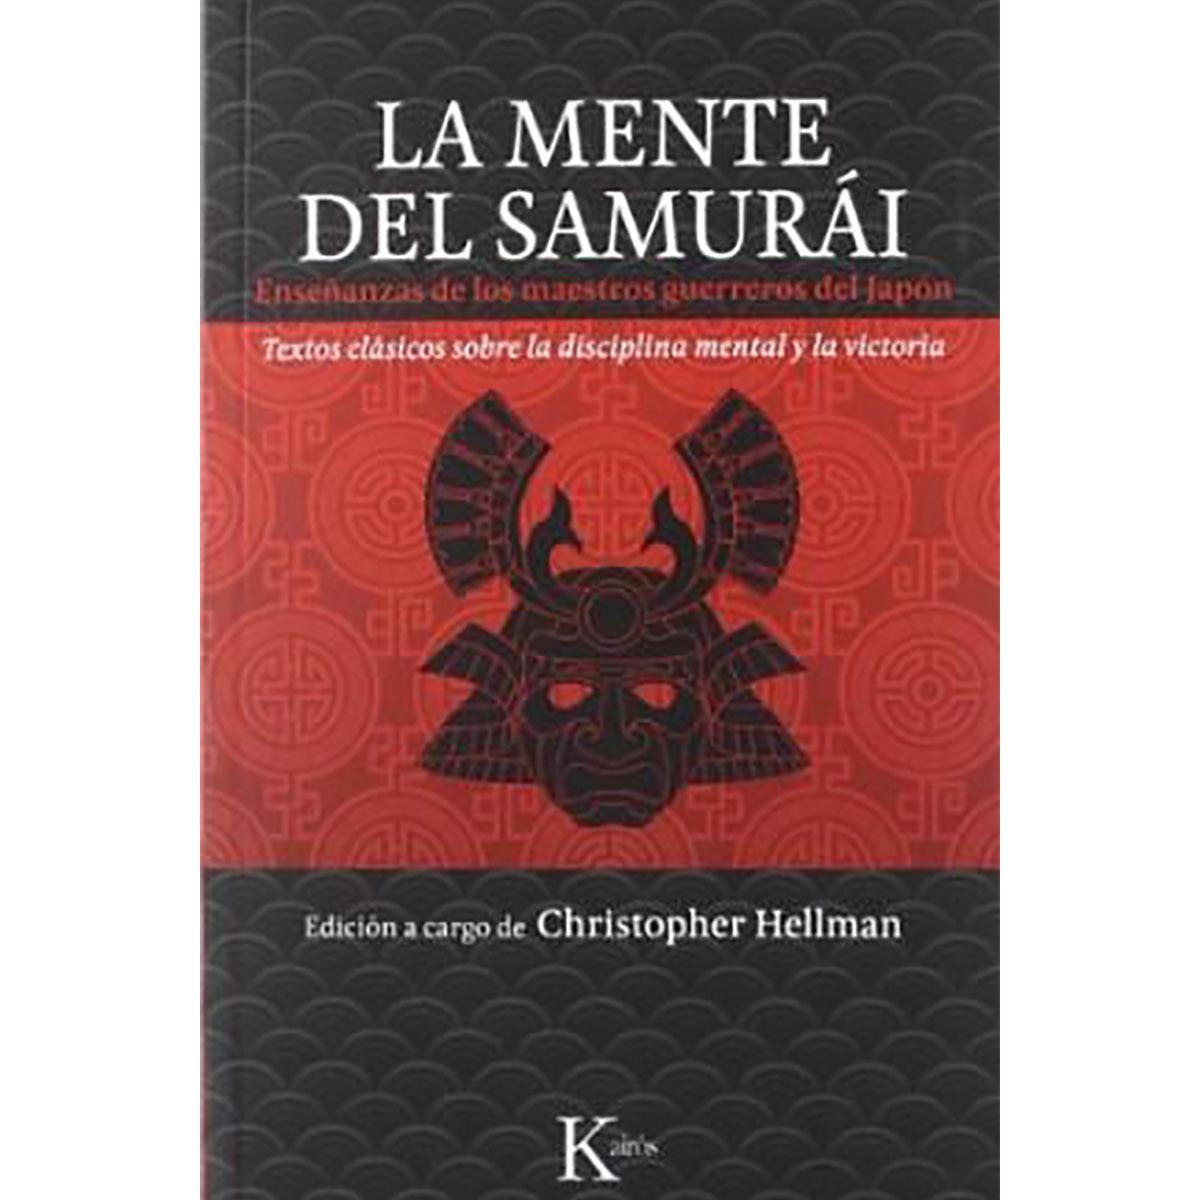 LA MENTE
DEL SAMURÁI
Enseñanzas de los maestros guerreros del Japón
Textos clásicos sobre la disciplina mental y la victoria
Edición a cargo de Christopher Hellman
Kairós